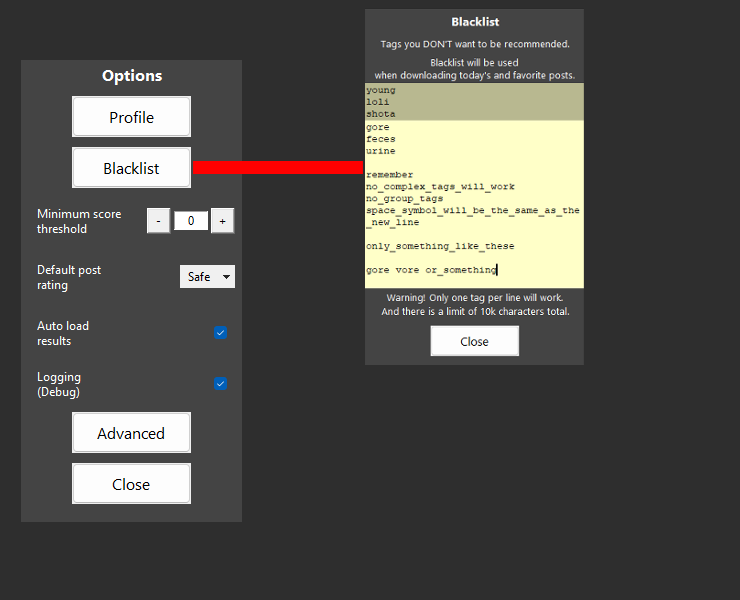 Options
Profile
Blacklist
Minimum score
threshold
-
0
+
Default post
rating
Safe
Auto load
results
Logging
(Debug)
Advanced
Close
Blacklist
Tags you DON'T want to be recommended.
Blacklist will be used
when downloading today's and favorite posts.
young
loli
shota
gore
feces
urine
remember
no_complex_tags_will_work
no_group_tags
space_symbol_will_be_the_same_as_the
_new_line
only_something_like_these
gore vore or_something
Warning! Only one tag per line will work.
And there is a limit of 10k characters total.
Close